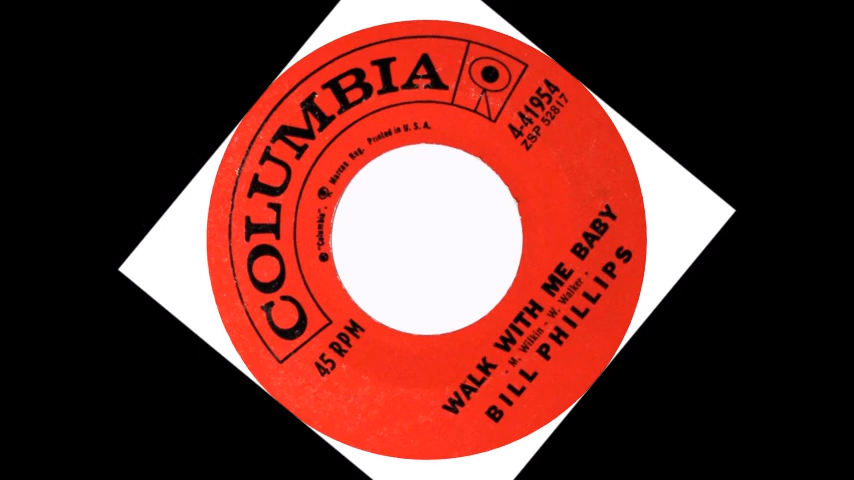 COLUMBIA
"Columbia", Marcas Reg. Printed in U. S. A.
4-41954
ZSP 52817
45 RPM
WALK WITH ME BABY
- M. Wilkin - W. Walker -
BILL PHILLIPS